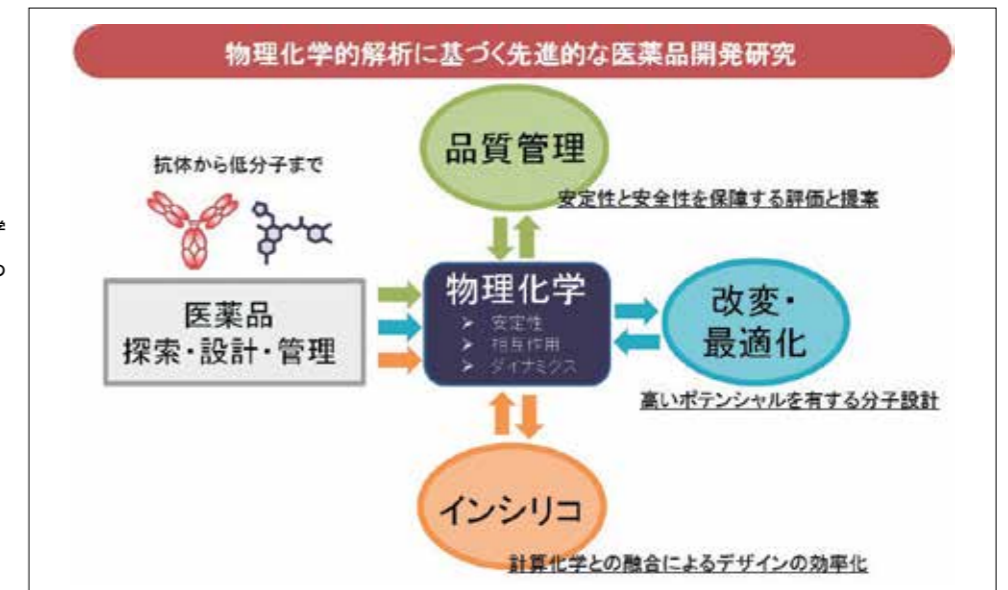 物理化学的解析に基づく先進的な医薬品開発研究
品質管理
抗体から低分子まで
安定性と安全性を保障する評価と提案
物理化学
➤ 安定性
➤ 相互作用
➤ ダイナミクス
医薬品
探索・設計・管理
改変・
最適化
高いポテンシャルを有する分子設計
インシリコ
計算化学との融合によるデザインの効率化